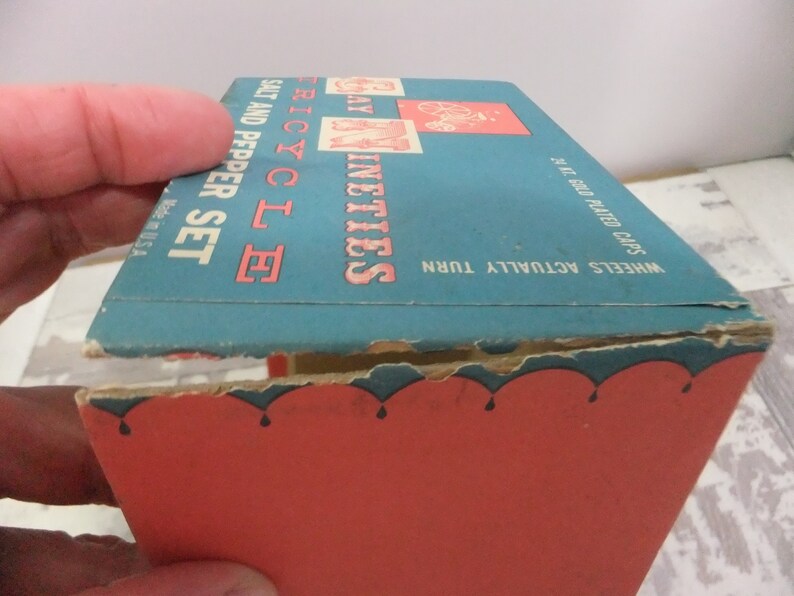 GAY NINETIES
TRICYCLE
SALT AND PEPPER SET
Made in U.S.A.
24 KT. GOLD PLATED CAPS
WHEELS ACTUALLY TURN